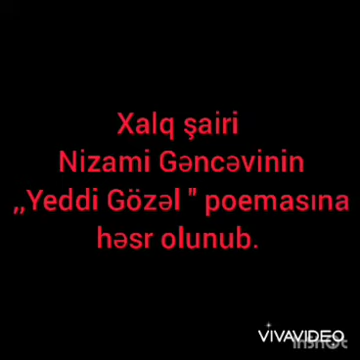 Xalq şairi
Nizami Gəncəvinin
,,Yeddi Gözəl " poemasına
həsr olunub.
VIVAVIDEO